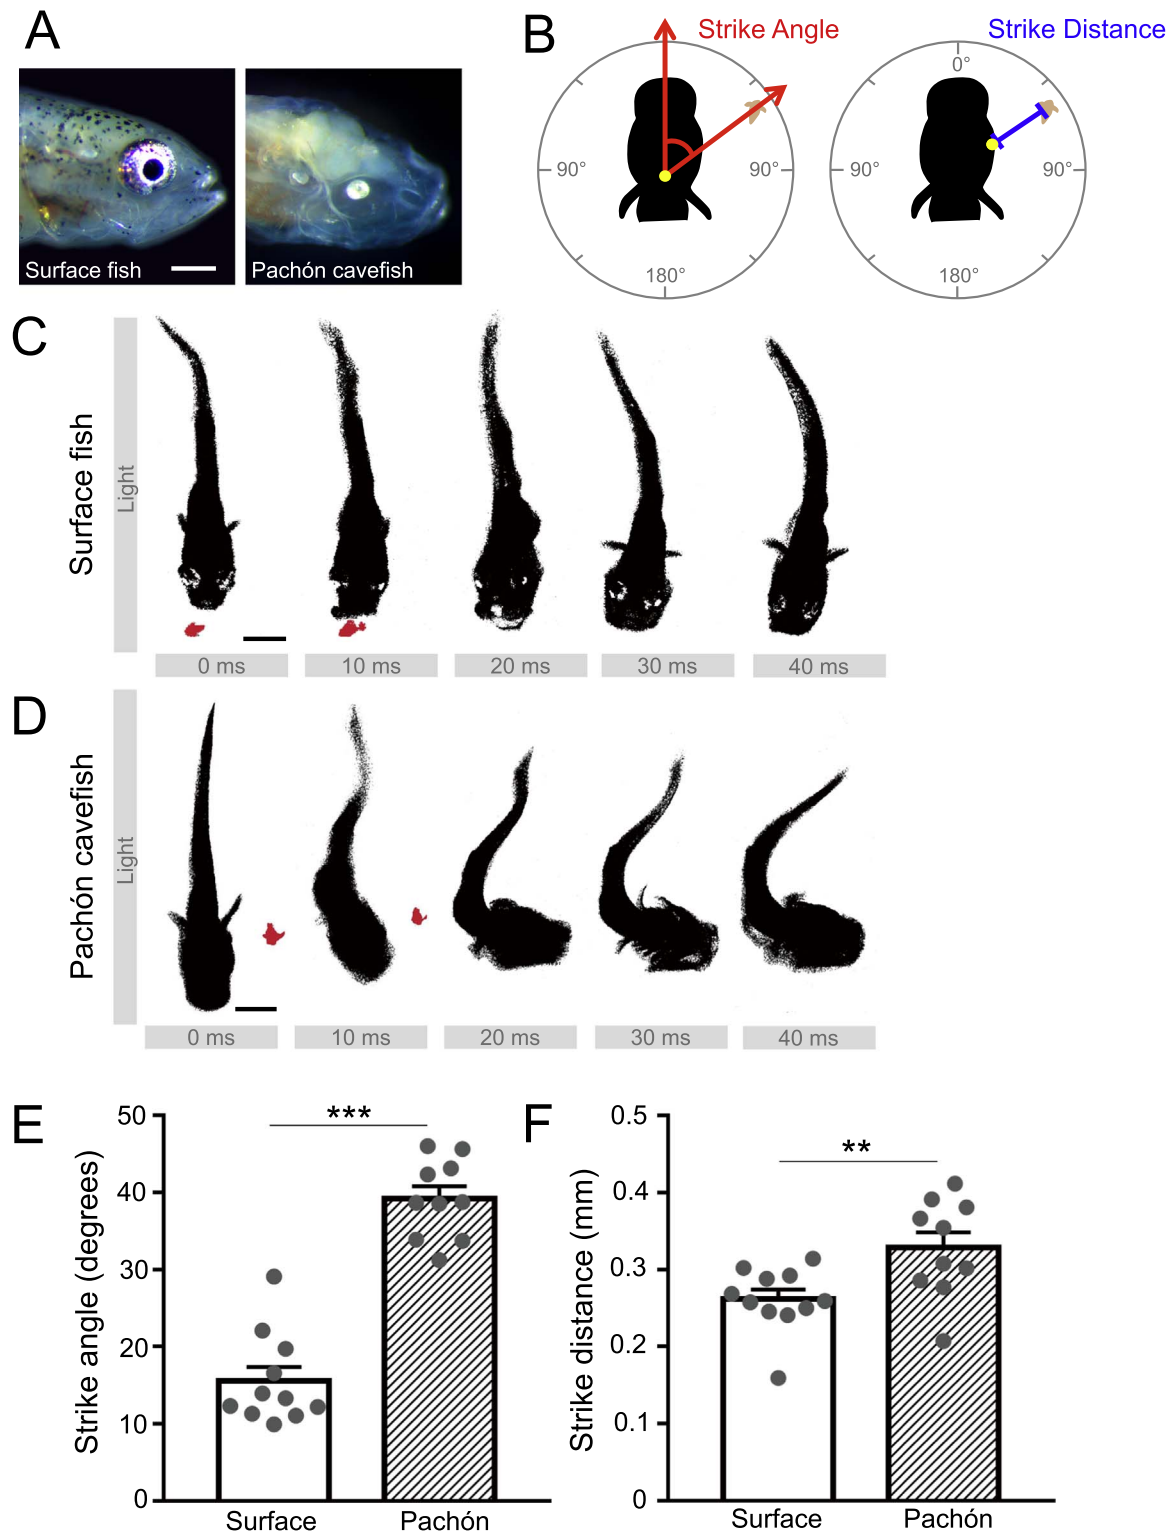 A
Surface fish
Pachón cavefish
B
Strike Angle
Strike Distance
90°
90°
180°
0°
90°
90°
180°
C
Surface fish
Light
0 ms
10 ms
20 ms
30 ms
40 ms
D
Pachón cavefish
Light
0 ms
10 ms
20 ms
30 ms
40 ms
E
Strike angle (degrees)
50
40
30
20
10
0
***
Surface
Pachón
F
Strike distance (mm)
0.5
0.4
0.3
0.2
0.1
0
**
Surface
Pachón